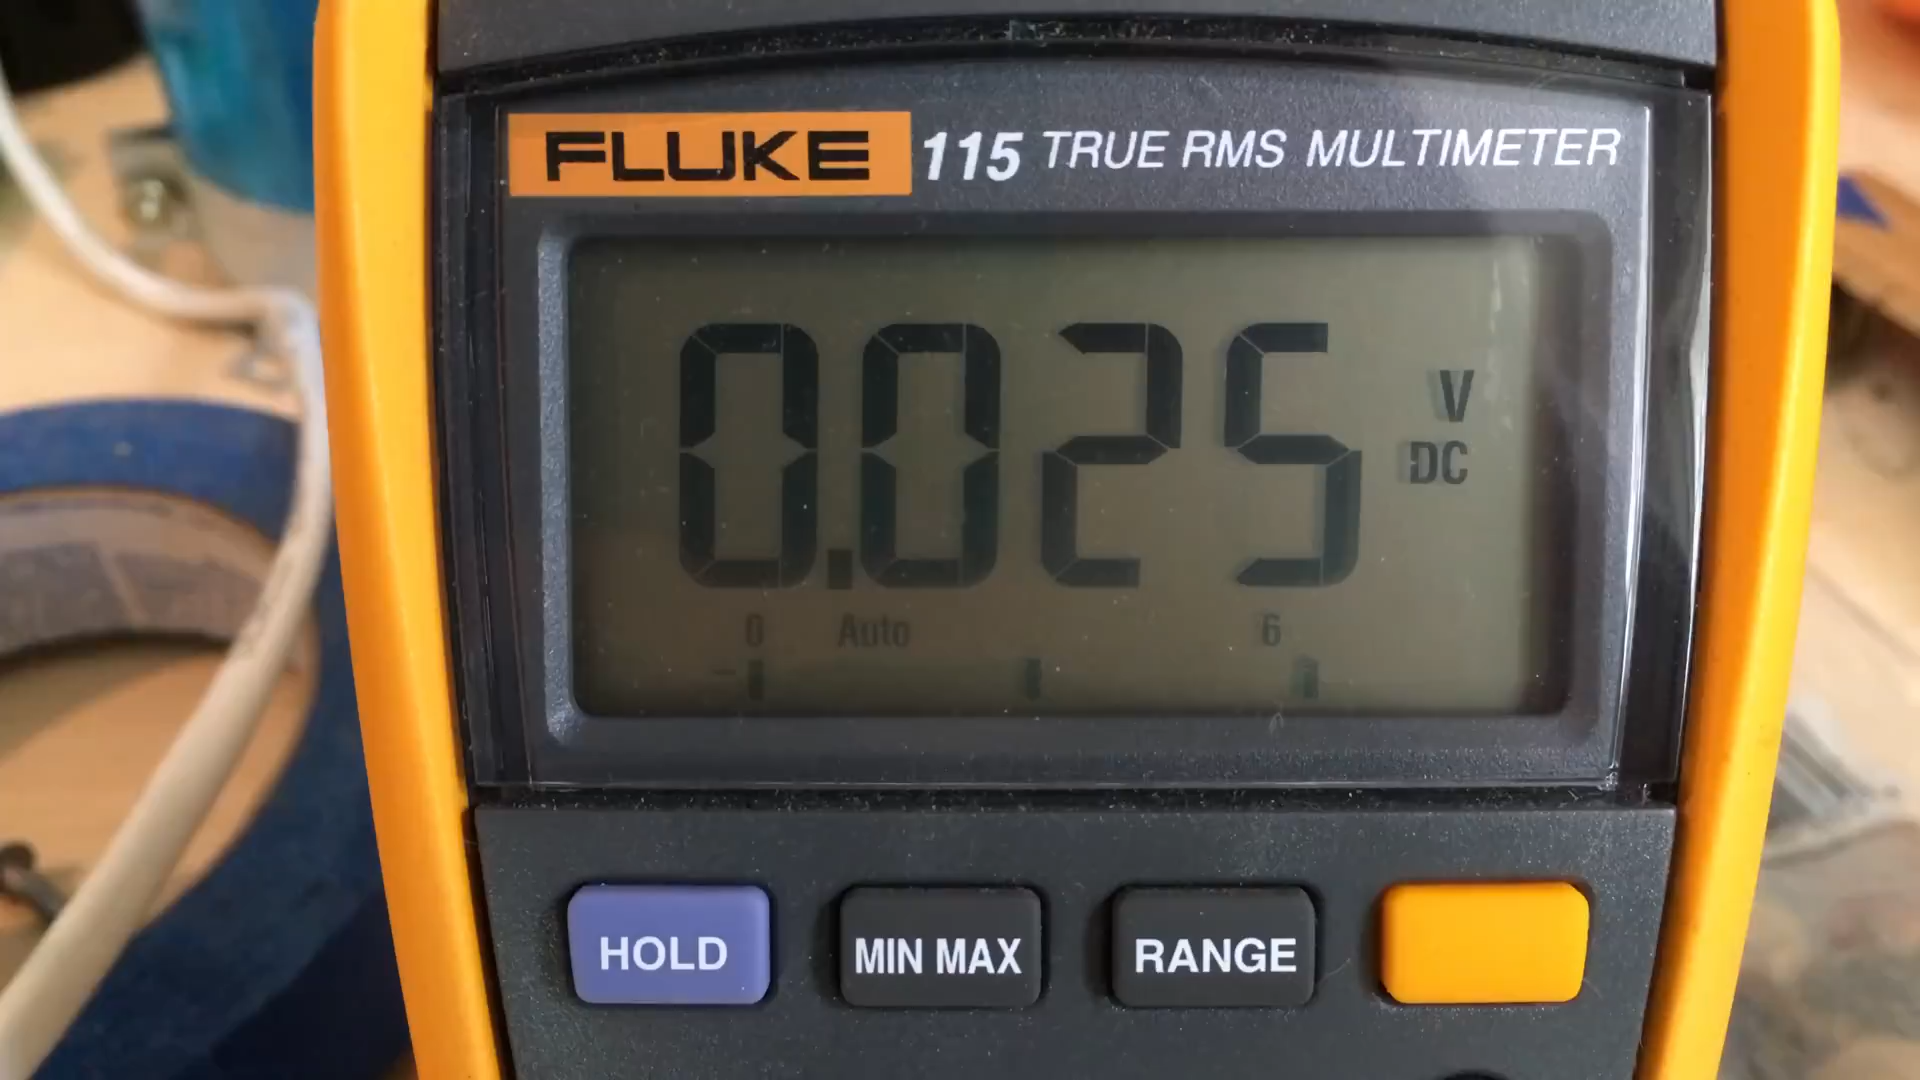 FLUKE 115 TRUE RMS MULTIMETER
0.025 V DC
0 Auto 6
HOLD MIN MAX RANGE